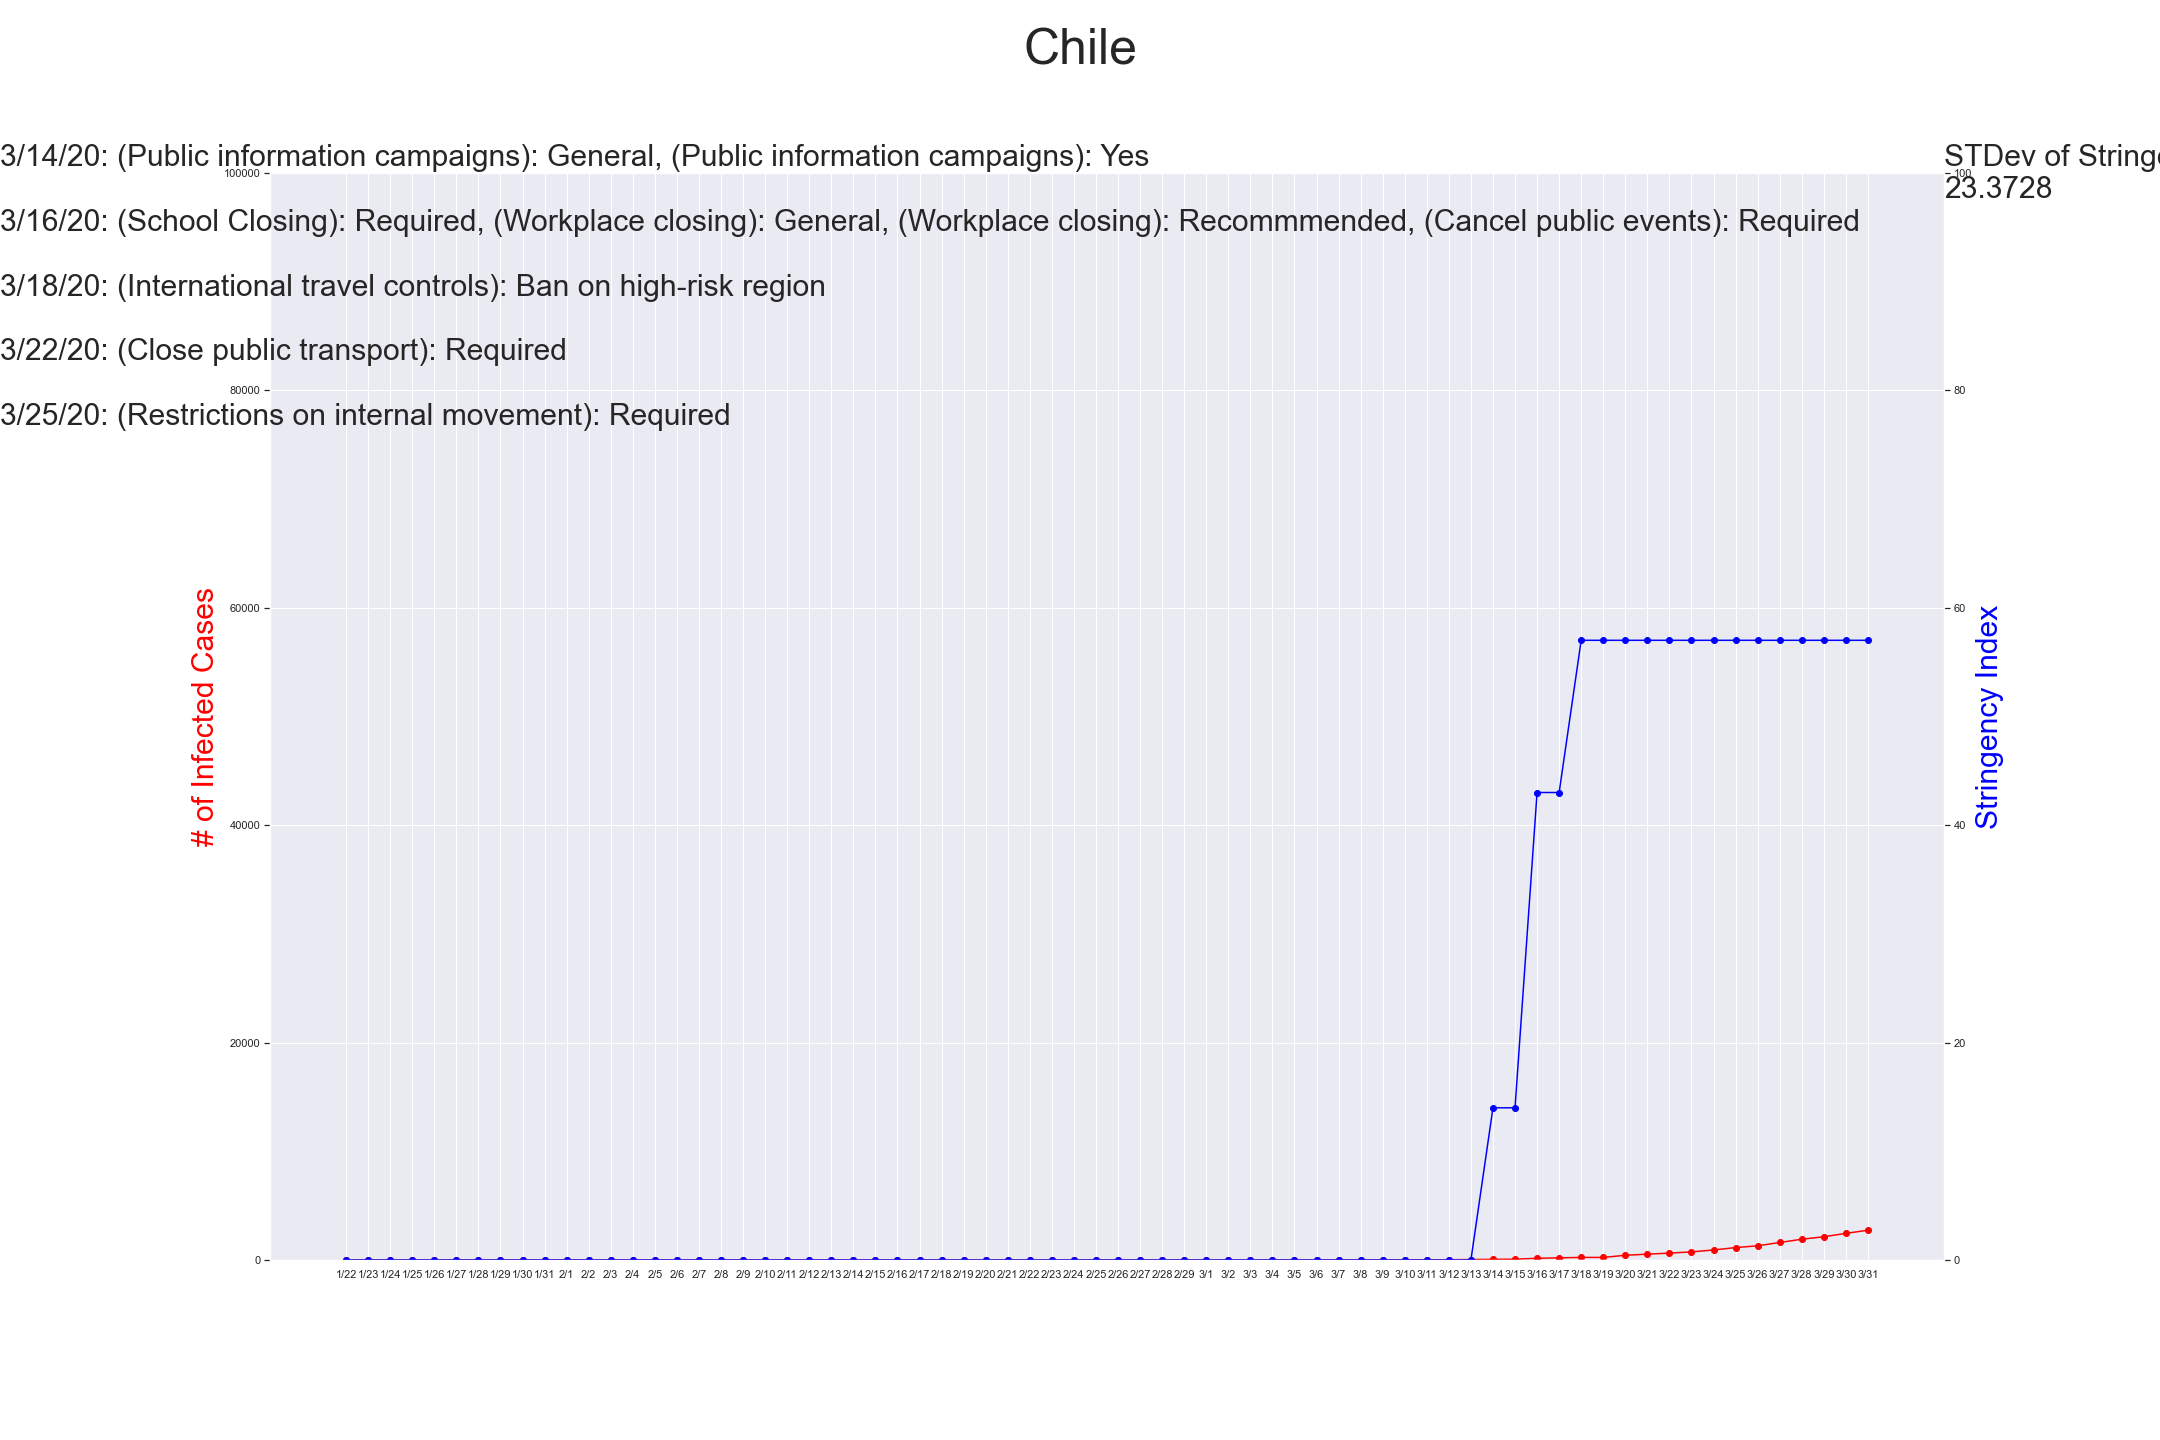 Chile
3/14/20: (Public information campaigns): General, (Public information campaigns): Yes
STDev of
23.3728
3/16/20: (School Closing): Required, (Workplace closing): General, (Workplace closing): Recommmended, (Cancel public events): Required
3/18/20: (International travel controls): Ban on high-risk region
3/22/20: (Close public transport): Required
3/25/20: (Restrictions on internal movement): Required
100000
80000
60000
40000
20000
0
# of Infected Cases
100
80
60
40
20
0
Stringency Index
1/22 1/23 1/24 1/25 1/26 1/27 1/28 1/29 1/30 1/31 2/1 2/2 2/3 2/4 2/5 2/6 2/7 2/8 2/9 2/10 2/11 2/12 2/13 2/14 2/15 2/16 2/17 2/18 2/19 2/20 2/21 2/22 2/23 2/24 2/25 2/26 2/27 2/28 2/29 3/1 3/2 3/3 3/4 3/5 3/6 3/7 3/8 3/9 3/10 3/11 3/12 3/13 3/14 3/15 3/16 3/17 3/18 3/19 3/20 3/21 3/22 3/23 3/24 3/25 3/26 3/27 3/28 3/29 3/30 3/31